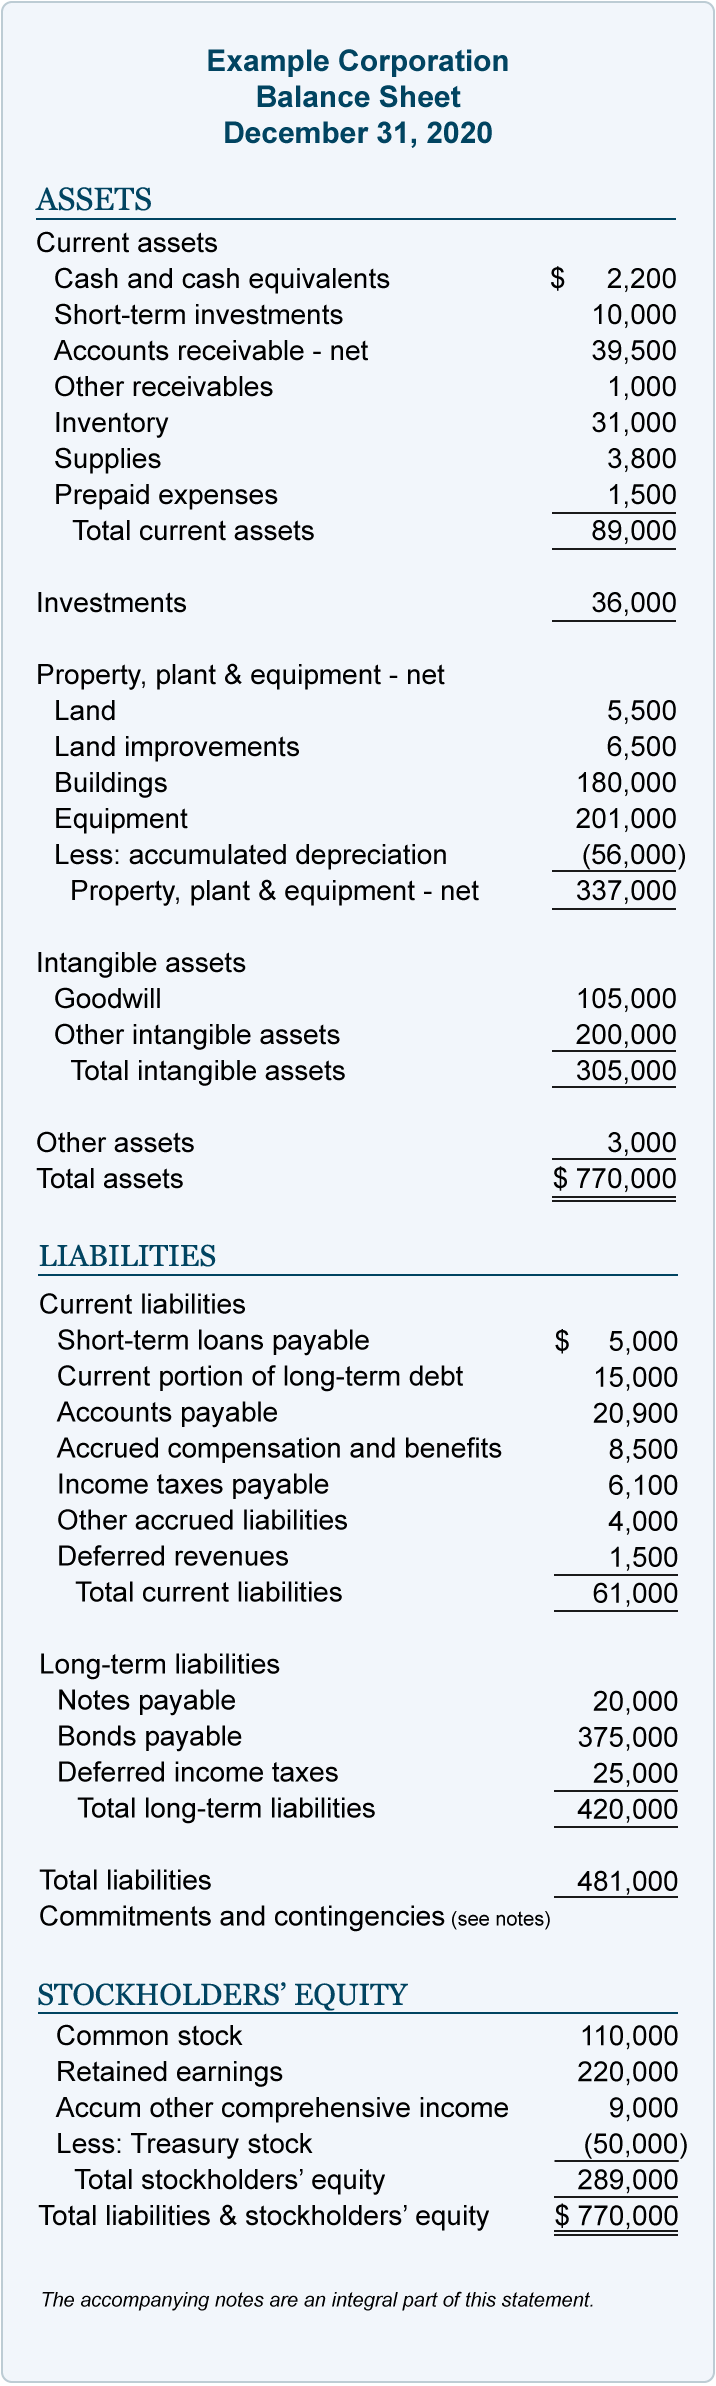 Example Corporation
Balance Sheet
December 31, 2020
ASSETS
Current assets
Cash and cash equivalents $ 2,200
Short-term investments 10,000
Accounts receivable - net 39,500
Other receivables 1,000
Inventory 31,000
Supplies 3,800
Prepaid expenses 1,500
Total current assets 89,000
Investments 36,000
Property, plant & equipment - net
Land 5,500
Land improvements 6,500
Buildings 180,000
Equipment 201,000
Less: accumulated depreciation (56,000)
Property, plant & equipment - net 337,000
Intangible assets
Goodwill 105,000
Other intangible assets 200,000
Total intangible assets 305,000
Other assets 3,000
Total assets $ 770,000
LIABILITIES
Current liabilities
Short-term loans payable $ 5,000
Current portion of long-term debt 15,000
Accounts payable 20,900
Accrued compensation and benefits 8,500
Income taxes payable 6,100
Other accrued liabilities 4,000
Deferred revenues 1,500
Total current liabilities 61,000
Long-term liabilities
Notes payable 20,000
Bonds payable 375,000
Deferred income taxes 25,000
Total long-term liabilities 420,000
Total liabilities 481,000
Commitments and contingencies (see notes)
STOCKHOLDERS’ EQUITY
Common stock 110,000
Retained earnings 220,000
Accum other comprehensive income 9,000
Less: Treasury stock (50,000)
Total stockholders’ equity 289,000
Total liabilities & stockholders’ equity $ 770,000
The accompanying notes are an integral part of this statement.